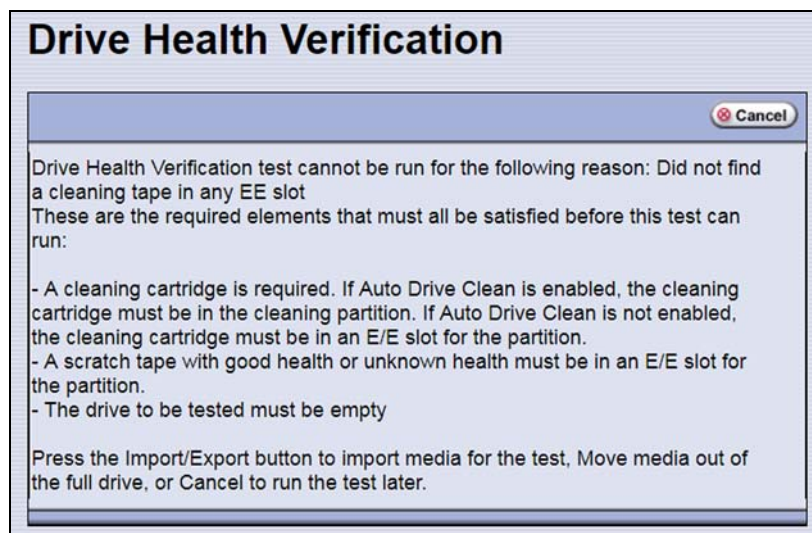 Drive Health Verification
Cancel
Drive Health Verification test cannot be run for the following reason: Did not find
a cleaning tape in any EE slot
These are the required elements that must all be satisfied before this test can
run:
- A cleaning cartridge is required. If Auto Drive Clean is enabled, the cleaning
cartridge must be in the cleaning partition. If Auto Drive Clean is not enabled,
the cleaning cartridge must be in an E/E slot for the partition.
- A scratch tape with good health or unknown health must be in an E/E slot for
the partition.
- The drive to be tested must be empty
Press the Import/Export button to import media for the test, Move media out of
the full drive, or Cancel to run the test later.